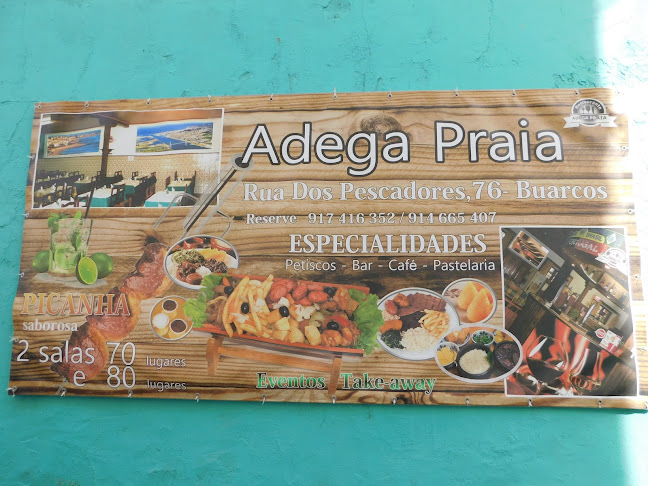 Adega Praia
Rua Dos Pescadores,76- Buarcos
Reserve 917 416 352 / 914 665 407
ESPECIALIDADES
Petiscos - Bar - Café - Pastelaria
PICANHA
saborosa
2 salas 70 lugares
e 80 lugares
Eventos Take-away